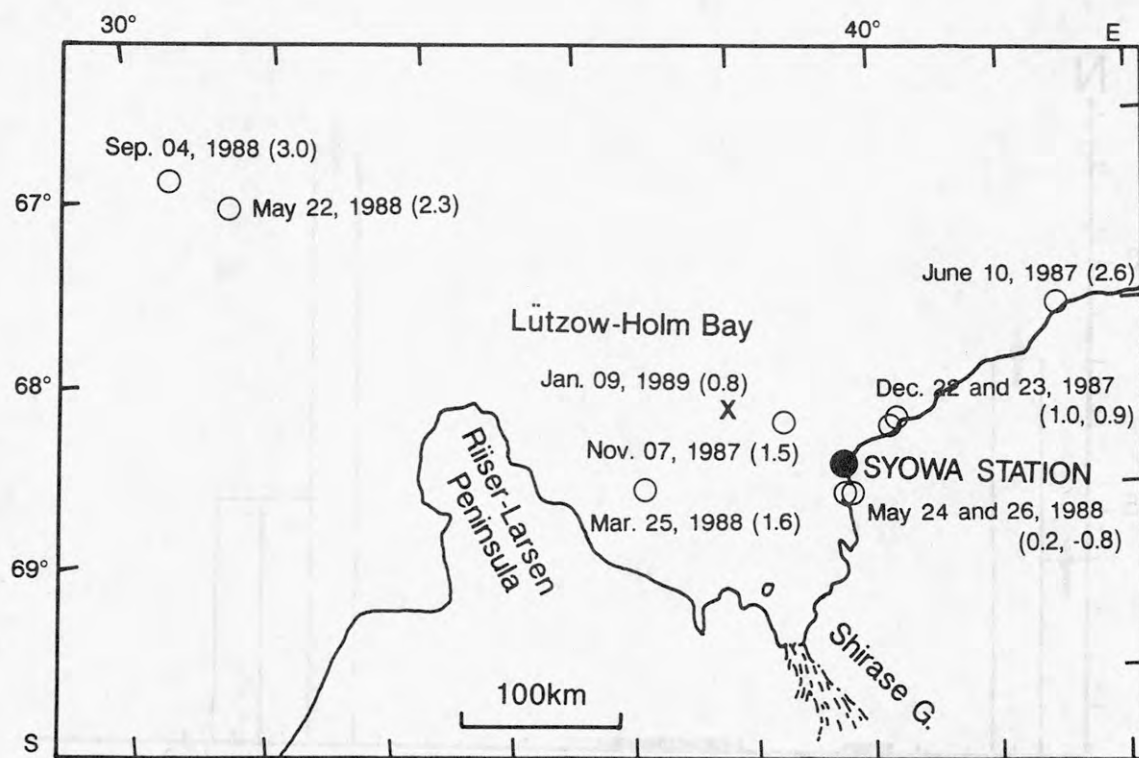 30°
40°
E
Sep. 04, 1988 (3.0)
67°
May 22, 1988 (2.3)
June 10, 1987 (2.6)
Lützow-Holm Bay
68°
Jan. 09, 1989 (0.8)
X
Dec. 22 and 23, 1987
(1.0, 0.9)
Nov. 07, 1987 (1.5)
SYOWA STATION
Riiser-Larsen
Peninsula
Mar. 25, 1988 (1.6)
May 24 and 26, 1988
(0.2, -0.8)
69°
Shirase G.
100km
S